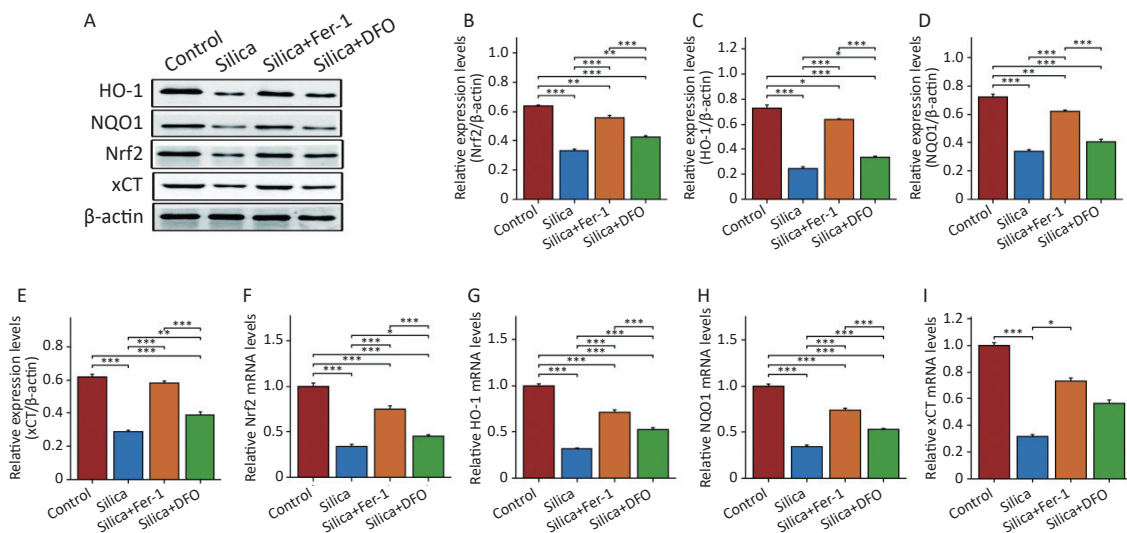 A
Control
Silica
Silica+Fer-1
Silica+DFO
HO-1
NQO1
Nrf2
xCT
β-actin
B
Relative expression levels
(Nrf2/β-actin)
1.0
0.8
0.6
0.4
0.2
0
***
**
***
**
***
***
Control
Silica
Silica+Fer-1
Silica+DFO
C
Relative expression levels
(HO-1/β-actin)
1.2
1.0
0.8
0.6
0.4
0.2
0
***
*
***
***
*
***
Control
Silica
Silica+Fer-1
Silica+DFO
D
Relative expression levels
(NQO1/β-actin)
1.0
0.8
0.6
0.4
0.2
0
***
***
*
***
**
***
Control
Silica
Silica+Fer-1
Silica+DFO
E
Relative expression levels
(xCT/β-actin)
0.8
0.6
0.4
0.2
0
***
**
***
***
***
Control
Silica
Silica+Fer-1
Silica+DFO
F
Relative Nrf2 mRNA levels
1.5
1.0
0.5
0
***
*
***
***
***
***
Control
Silica
Silica+Fer-1
Silica+DFO
G
Relative HO-1 mRNA levels
1.5
1.0
0.5
0
***
***
***
***
***
***
Control
Silica
Silica+Fer-1
Silica+DFO
H
Relative NQO1 mRNA levels
1.5
1.0
0.5
0
***
***
***
***
***
***
Control
Silica
Silica+Fer-1
Silica+DFO
I
Relative xCT mRNA levels
1.2
1.0
0.8
0.6
0.4
0.2
0
***
*
Control
Silica
Silica+Fer-1
Silica+DFO